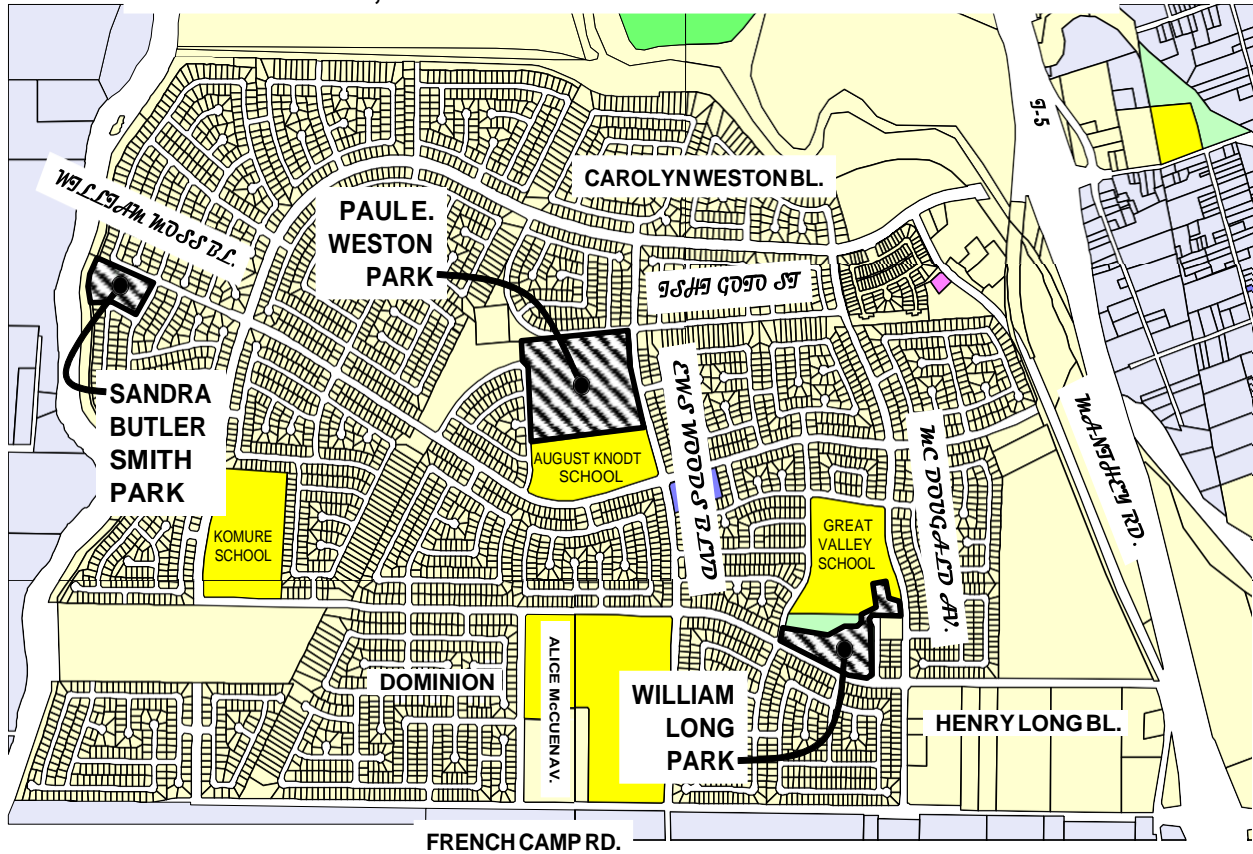 I-5
CAROLYN WESTON BL.
WILLIAM MOSS BL.
PAUL E.
WESTON
PARK
ISHI GOTO ST
SANDRA
BUTLER
SMITH
PARK
EWS WOODS BLVD
MC DOUGALD AV.
MANTHEY RD.
AUGUST KNODT
SCHOOL
KOMURE
SCHOOL
GREAT
VALLEY
SCHOOL
ALICE McCUEN AV.
DOMINION
WILLIAM
LONG
PARK
HENRY LONG BL.
FRENCH CAMP RD.